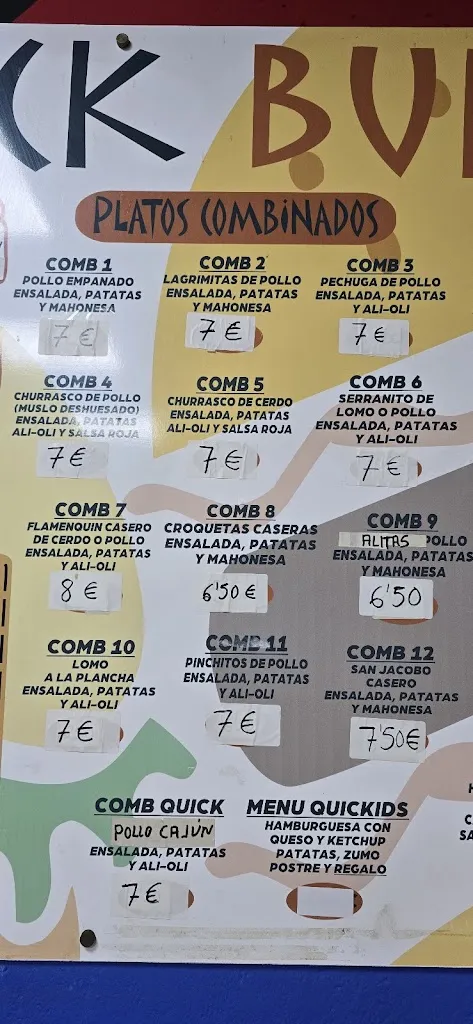 CK BU
PLATOS COMBINADOS
COMB 1
POLLO EMPANADO
ENSALADA, PATATAS
Y MAHONESA
7 €
COMB 2
LAGRIMITAS DE POLLO
ENSALADA, PATATAS
Y MAHONESA
7 €
COMB 3
PECHUGA DE POLLO
ENSALADA, PATATAS
Y ALI-OLI
7 €
COMB 4
CHURRASCO DE POLLO
(MUSLO DESHUESADO)
ENSALADA, PATATAS
ALI-OLI Y SALSA ROJA
7 €
COMB 5
CHURRASCO DE CERDO
ENSALADA, PATATAS
ALI-OLI Y SALSA ROJA
7 €
COMB 6
SERRANITO DE
LOMO O POLLO
ENSALADA, PATATAS
Y ALI-OLI
7 €
COMB 7
FLAMENQUIN CASERO
DE CERDO O POLLO
ENSALADA, PATATAS
Y ALI-OLI
8 €
COMB 8
CROQUETAS CASERAS
ENSALADA, PATATAS
Y MAHONESA
6'50 €
COMB 9
ALITAS POLLO
ENSALADA, PATATAS
Y MAHONESA
6'50
COMB 10
LOMO
A LA PLANCHA
ENSALADA, PATATAS
Y ALI-OLI
7 €
COMB 11
PINCHITOS DE POLLO
ENSALADA, PATATAS
Y ALI-OLI
7 €
COMB 12
SAN JACOBO
CASERO
ENSALADA, PATATAS
Y MAHONESA
7'50€
COMB QUICK
POLLO CAJÚN
ENSALADA, PATATAS
Y ALI-OLI
7 €
MENU QUICKIDS
HAMBURGUESA CON
QUESO Y KETCHUP
PATATAS, ZUMO
POSTRE Y REGALO